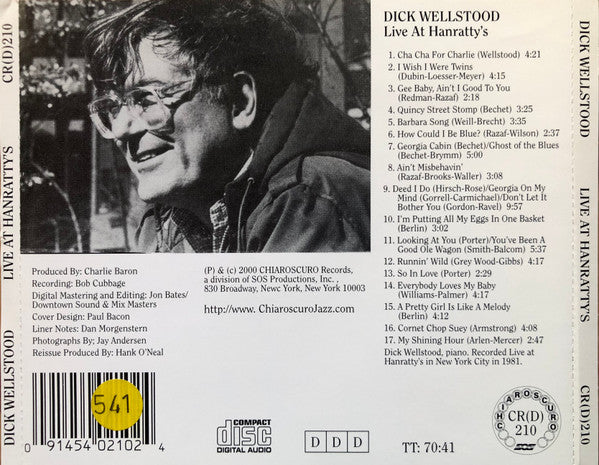 DICK WELLSTOOD LIVE AT HANRATTY'S CR(D)210
DICK WELLSTOOD
Live At Hanratty's
1. Cha Cha For Charlie (Wellstood) 4:21
2. I Wish I Were Twins
(Dubin-Loesser-Meyer) 4:15
3. Gee Baby, Ain't I Good To You
(Redman-Razaf) 2:18
4. Quincy Street Stomp (Bechet) 3:25
5. Barbara Song (Weill-Brecht) 3:35
6. How Could I Be Blue? (Razaf-Wilson) 2:37
7. Georgia Cabin (Bechet)/Ghost of the Blues
(Bechet-Brymm) 5:00
8. Ain't Misbehavin'
(Razaf-Brooks-Waller) 3:08
9. Deed I Do (Hirsch-Rose)/Georgia On My
Mind (Gorrell-Carmichael)/Don't Let It
Bother You (Gordon-Ravel) 9:57
10. I'm Putting All My Eggs In One Basket
(Berlin) 3:02
11. Looking At You (Porter)/You've Been A
Good Ole Wagon (Smith-Balcom) 5:37
12. Runnin' Wild (Grey Wood-Gibbs) 4:17
13. So In Love (Porter) 2:29
14. Everybody Loves My Baby
(Williams-Palmer) 4:17
15. A Pretty Girl Is Like A Melody
(Berlin) 4:12
16. Cornet Chop Suey (Armstrong) 4:08
17. My Shining Hour (Arlen-Mercer) 2:41
Dick Wellstood, piano. Recorded Live at
Hanratty's in New York City in 1981.
Produced By: Charlie Baron
Recording: Bob Cubbage
Digital Mastering and Editing: Jon Bates/
Downtown Sound & Mix Masters
Cover Design: Paul Bacon
Liner Notes: Dan Morgenstern
Photographs By: Jay Andersen
Reissue Produced By: Hank O'Neal
(P) & (c) 2000 CHIAROSCURO Records,
a division of SOS Productions, Inc. .
830 Broadway, Newc York, New York 10003
http://www.ChiaroscuroJazz.com
541
0 91454 02102 4
COMPACT
disc
DIGITAL AUDIO
D D D
TT: 70:41
CHIAROSCURO
CR(D)
210
SOS
DICK WELLSTOOD LIVE AT HANRATTY'S CR(D)210